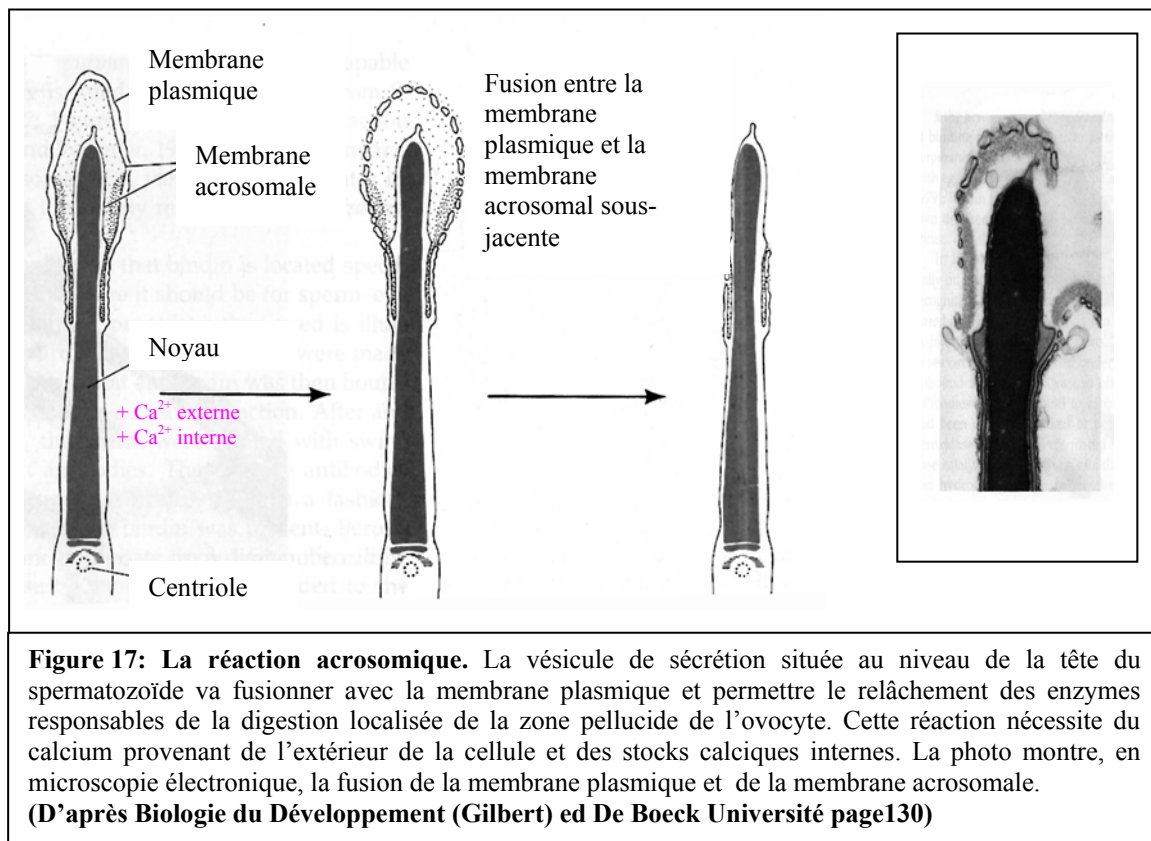 Membrane
plasmique
Membrane
acrosomale
Noyau
+ Ca²⁺ externe
+ Ca²⁺ interne
Centriole
Fusion entre la
membrane
plasmique et la
membrane
acrosomal sous-
jacente
Figure 17: La réaction acrosomique. La vésicule de sécrétion située au niveau de la tête du
spermatozoïde va fusionner avec la membrane plasmique et permettre le relâchement des enzymes
responsables de la digestion localisée de la zone pellucide de l’ovocyte. Cette réaction nécessite du
calcium provenant de l’extérieur de la cellule et des stocks calciques internes. La photo montre, en
microscopie électronique, la fusion de la membrane plasmique et de la membrane acrosomale.
(D’après Biologie du Développement (Gilbert) ed De Boeck Université page130)